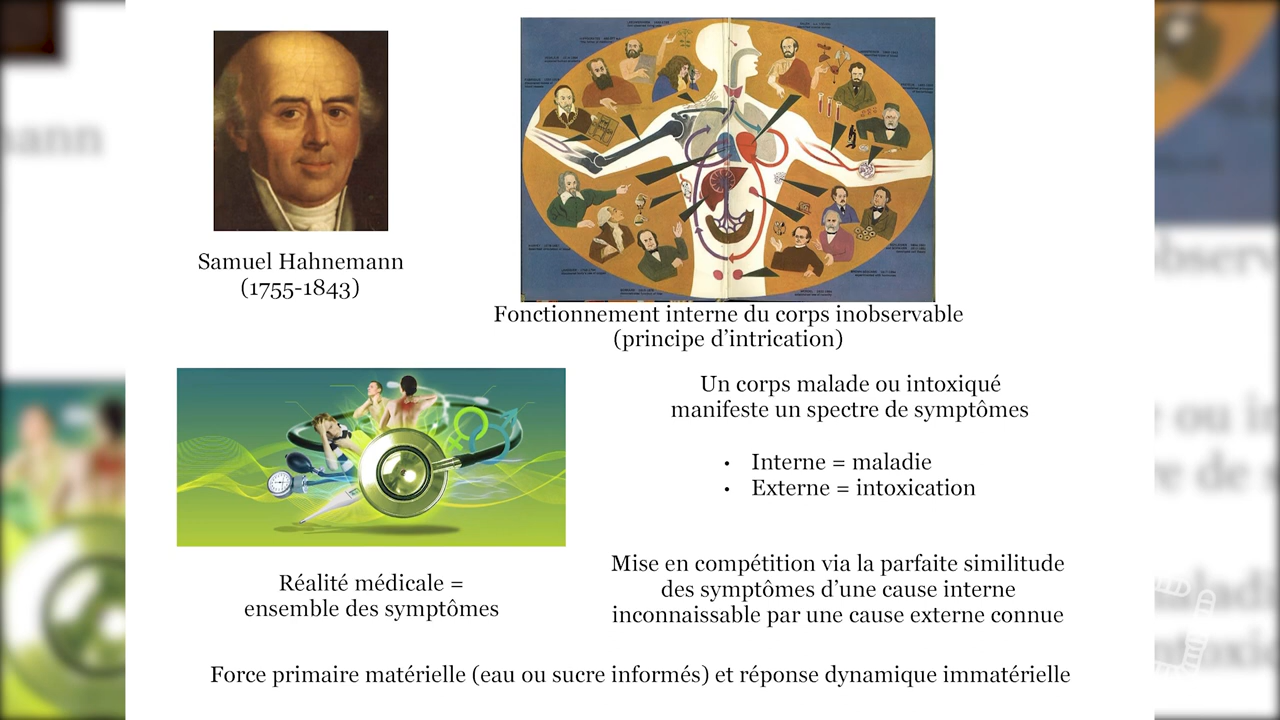 Samuel Hahnemann
(1755-1843)
Fonctionnement interne du corps inobservable
(principe d’intrication)
Un corps malade ou intoxiqué
manifeste un spectre de symptômes
• Interne = maladie
• Externe = intoxication
Réalité médicale =
ensemble des symptômes
Mise en compétition via la parfaite similitude
des symptômes d’une cause interne
inconnaissable par une cause externe connue
Force primaire matérielle (eau ou sucre informés) et réponse dynamique immatérielle